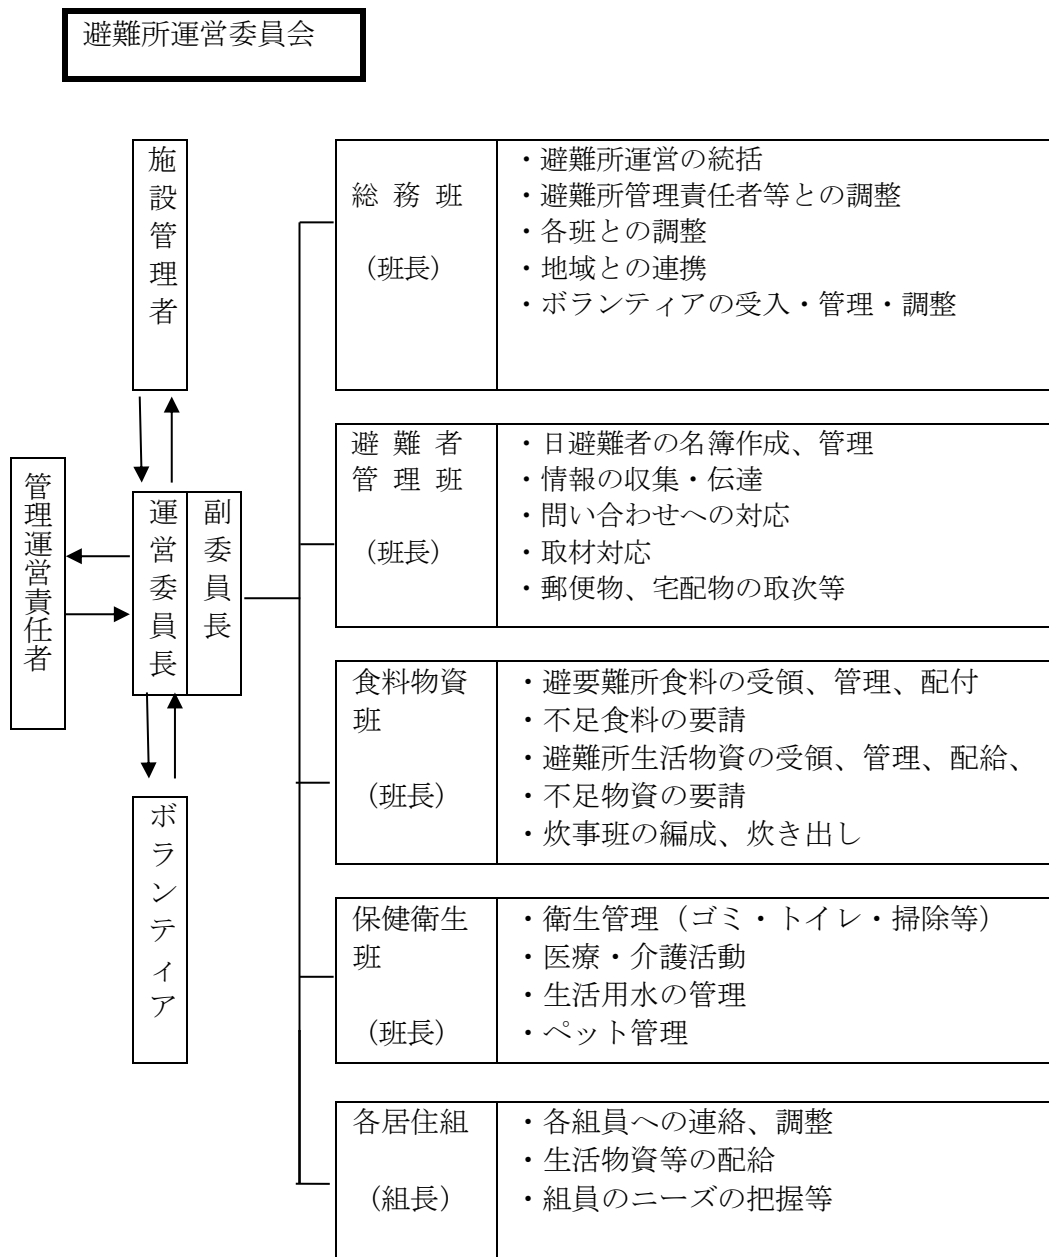 避難所運営委員会
施設管理者
管理運営責任者
運営委員長
副委員長
ボランティア
総 務 班
(班長)
・避難所運営の統括
・避難所管理責任者等との調整
・各班との調整
・地域との連携
・ボランティアの受入・管理・調整
避 難 者
管 理 班
(班長)
・日避難者の名簿作成、管理
・情報の収集・伝達
・問い合わせへの対応
・取材対応
・郵便物、宅配物の取次等
食料物資
班
(班長)
・避要難所食料の受領、管理、配付
・不足食料の要請
・避難所生活物資の受領、管理、配給、
・不足物資の要請
・炊事班の編成、炊き出し
保健衛生
班
(班長)
・衛生管理（ゴミ・トイレ・掃除等）
・医療・介護活動
・生活用水の管理
・ペット管理
各居住組
(組長)
・各組員への連絡、調整
・生活物資等の配給
・組員のニーズの把握等